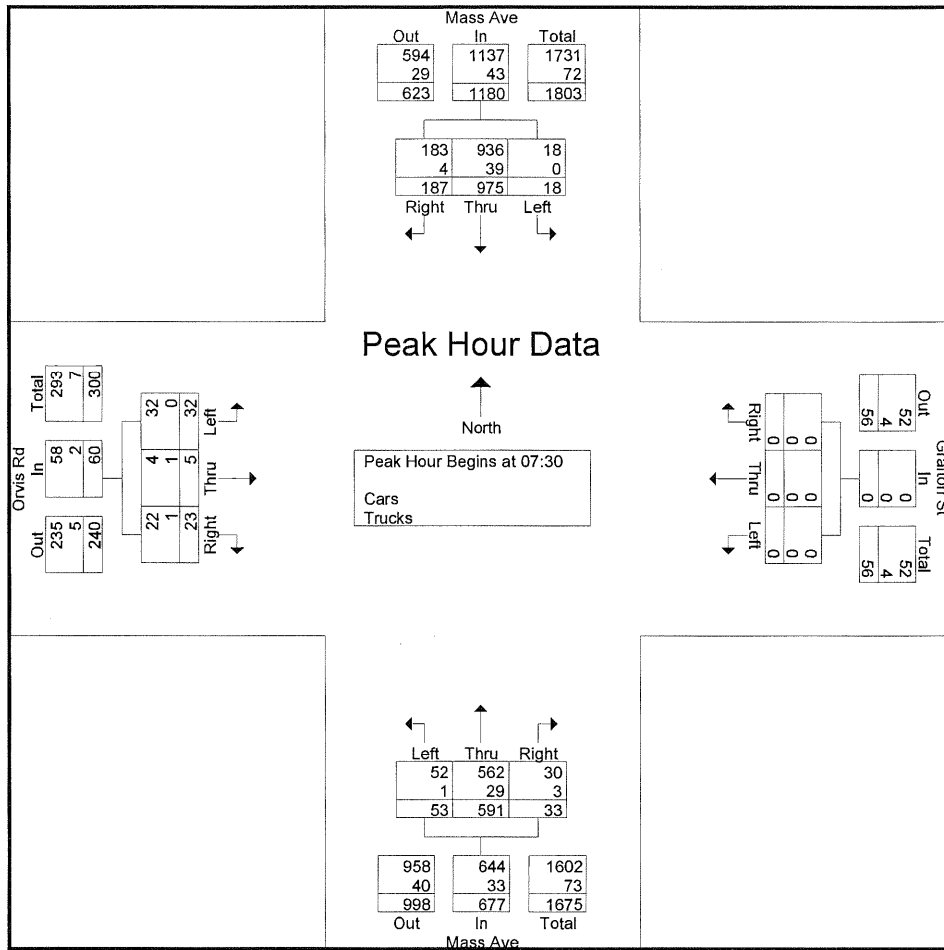 Mass Ave
Out In Total
594 1137 1731
29 43 72
623 1180 1803
183 936 18
4 39 0
187 975 18
Right Thru Left
Peak Hour Data
North
Peak Hour Begins at 07:30
Cars
Trucks
Orvis Rd
Out In Total
235 58 293
5 2 7
240 60 300
22 4 32
1 1 0
23 5 32
Right Thru Left
Out In Total
52 0 52
4 0 4
56 0 56
0 0 0
0 0 0
0 0 0
Right Thru Left
Left Thru Right
52 562 30
1 29 3
53 591 33
958 644 1602
40 33 73
998 677 1675
Out In Total
Mass Ave